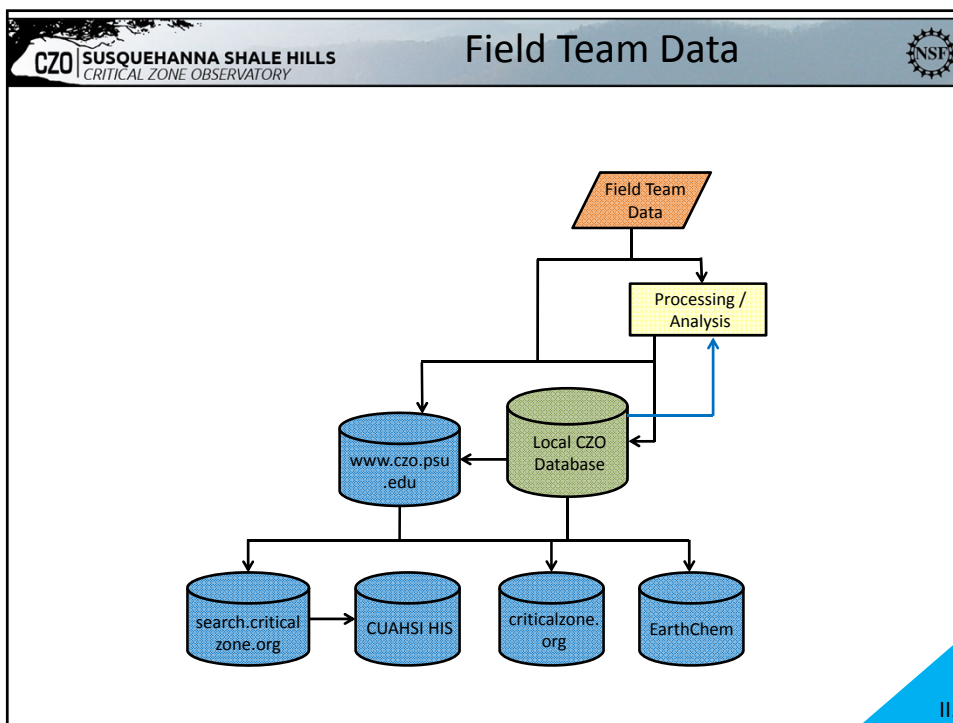 CZO
SUSQUEHANNA SHALE HILLS
CRITICAL ZONE OBSERVATORY
Field Team Data
NSF
Field Team
Data
Processing /
Analysis
Local CZO
Database
www.czo.psu
.edu
search.critical
zone.org
CUAHSI HIS
criticalzone.
org
EarthChem
II